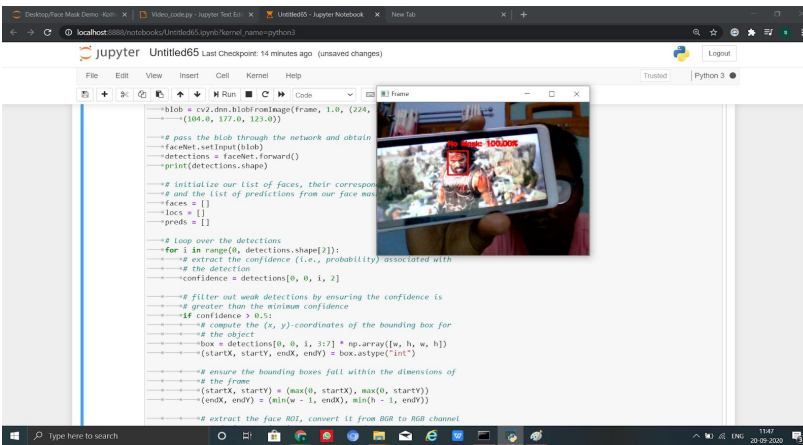 Desktop/Face Mask Demo -Koth
Video_code.py - Jupyter Text Edi
Untitled65 - Jupyter Notebook
New Tab
localhost:8888/notebooks/Untitled65.ipynb?kernel_name=python3
jupyter Untitled65 Last Checkpoint: 14 minutes ago (unsaved changes)
Logout
File Edit View Insert Cell Kernel Help
Trusted
Python 3
Run
Code
Frame
blob = cv2.dnn.blobFromImage(frame, 1.0, (224,
(104.0, 177.0, 123.0))
# pass the blob through the network and obtain
faceNet.setInput(blob)
detections = faceNet.forward()
print(detections.shape)
# initialize our list of faces, their correspon
# and the list of predictions from our face mas
faces = []
locs = []
preds = []
# loop over the detections
for i in range(0, detections.shape[2]):
# extract the confidence (i.e., probability) associated with
# the detection
confidence = detections[0, 0, i, 2]
# filter out weak detections by ensuring the confidence is
# greater than the minimum confidence
if confidence > 0.5:
# compute the (x, y)-coordinates of the bounding box for
# the object
box = detections[0, 0, i, 3:7] * np.array([w, h, w, h])
(startX, startY, endX, endY) = box.astype("int")
# ensure the bounding boxes fall within the dimensions of
# the frame
(startX, startY) = (max(0, startX), max(0, startY))
(endX, endY) = (min(w - 1, endX), min(h - 1, endY))
# extract the face ROI, convert it from BGR to RGB channel
No Mask: 100.00%
Type here to search
ENG
11:47
20-09-2020